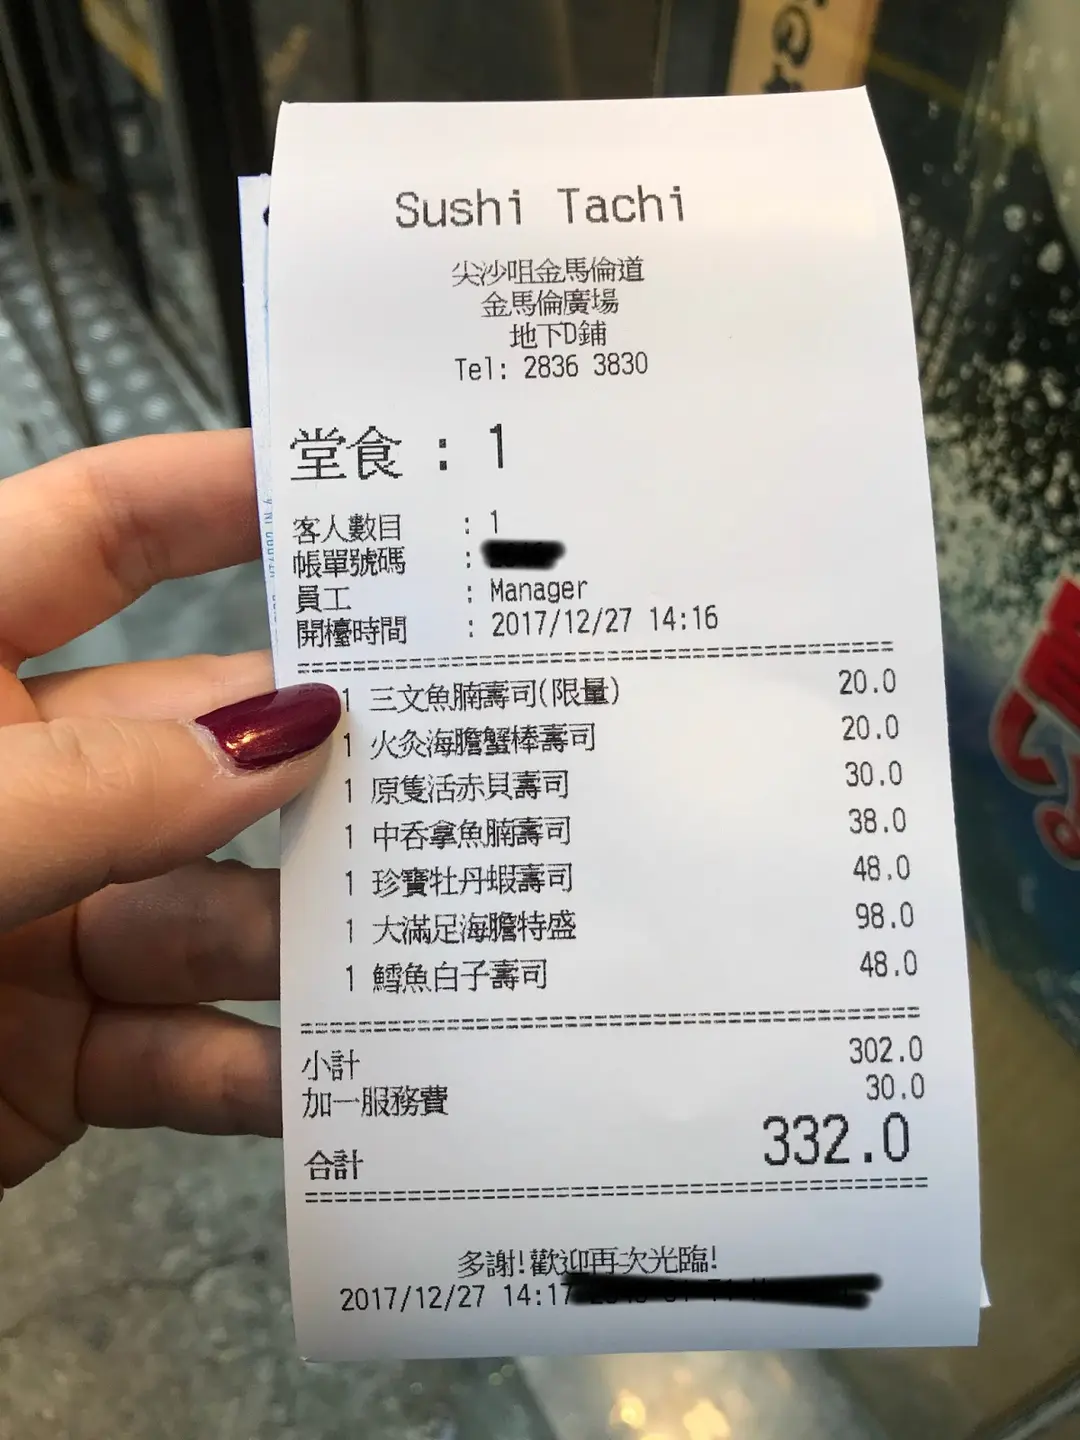 Sushi Tachi
尖沙咀金馬倫道
金馬倫廣場
地下D鋪
Tel: 2836 3830
堂食 : 1
客人數目 : 1
帳單號碼 :
員工 : Manager
開檯時間 : 2017/12/27 14:16
1 三文魚腩壽司(限量) 20.0
1 火灸海膽蟹棒壽司 20.0
1 原隻活赤貝壽司 30.0
1 中吞拿魚腩壽司 38.0
1 珍寶牡丹蝦壽司 48.0
1 大滿足海膽特盛 98.0
1 鱈魚白子壽司 48.0
小計 302.0
加一服務費 30.0
合計 332.0
多謝!歡迎再次光臨!
2017/12/27 14:17